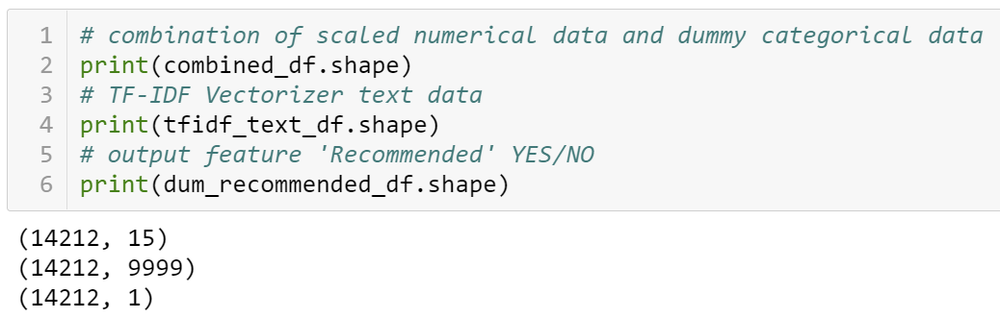 1 # combination of scaled numerical data and dummy categorical data
2 print(combined_df.shape)
3 # TF-IDF Vectorizer text data
4 print(tfidf_text_df.shape)
5 # output feature 'Recommended' YES/NO
6 print(dum_recommended_df.shape)
(14212, 15)
(14212, 9999)
(14212, 1)